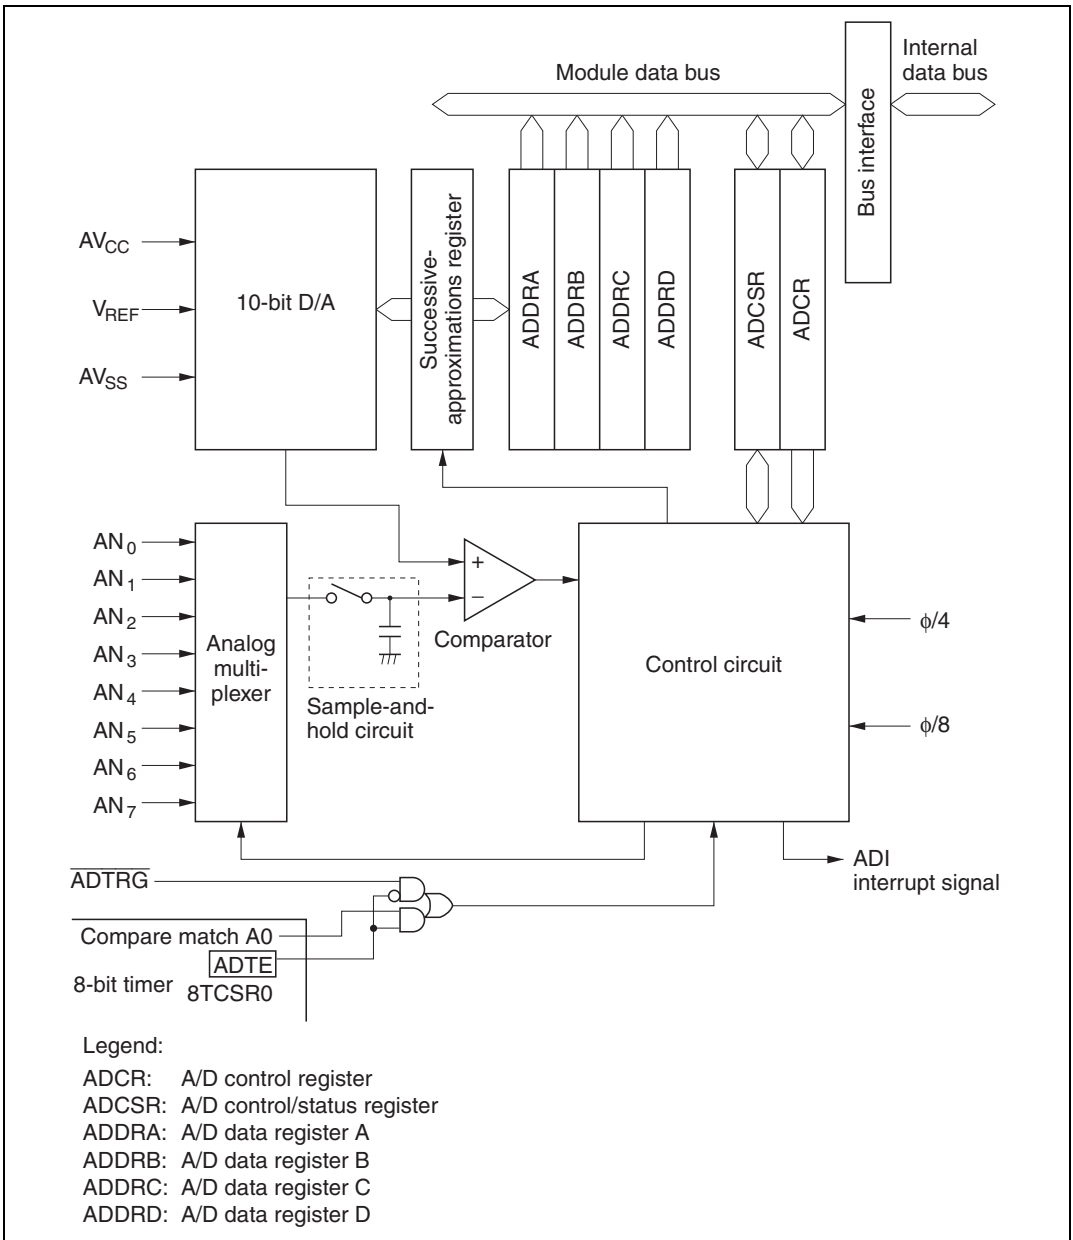 Module data bus
Internal
data bus
Bus interface
AVCC
VREF
AVSS
10-bit D/A
Successive-
approximations register
ADDRA
ADDRB
ADDRC
ADDRD
ADCSR
ADCR
AN0
AN1
AN2
AN3
AN4
AN5
AN6
AN7
Analog
multi-
plexer
Sample-and-
hold circuit
+
−
Comparator
Control circuit
ϕ/4
ϕ/8
ADI
interrupt signal
ADTRG
Compare match A0
ADTE
8-bit timer
8TCSR0
Legend:
ADCR: A/D control register
ADCSR: A/D control/status register
ADDRA: A/D data register A
ADDRB: A/D data register B
ADDRC: A/D data register C
ADDRD: A/D data register D